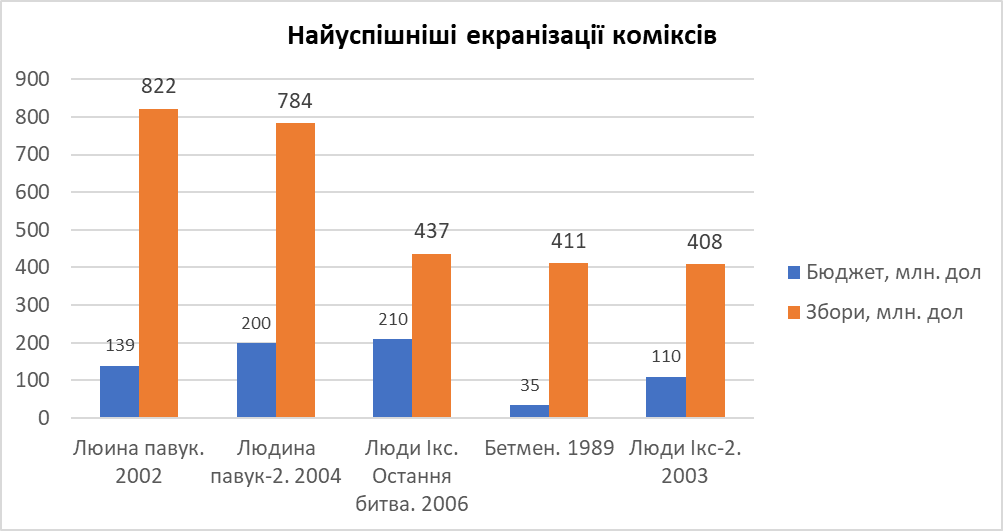 Найуспішніші екранізації коміксів
900
800
700
600
500
400
300
200
100
0
822
784
437
411
408
139
200
210
35
110
Люина павук.
2002
Людина
павук-2. 2004
Люди Ікс.
Остання
битва. 2006
Бетмен. 1989
Люди Ікс-2.
2003
Бюджет, млн. дол
Збори, млн. дол